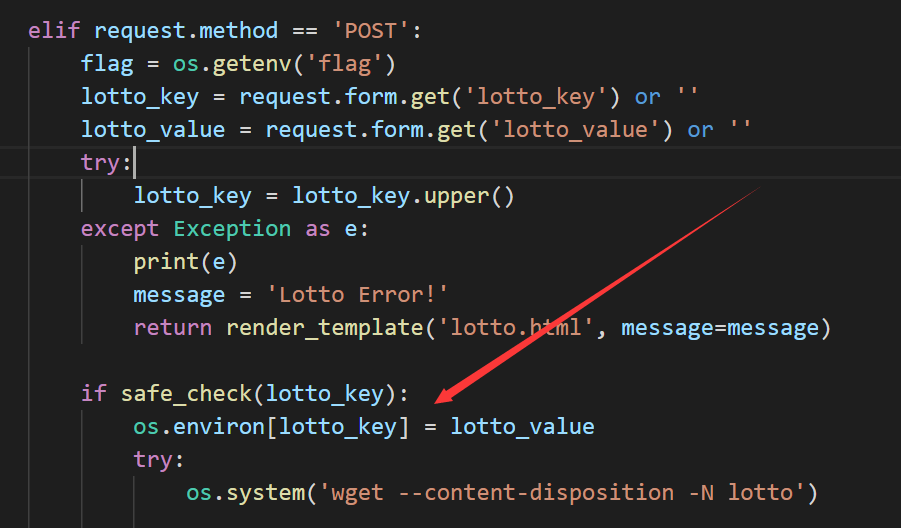 elif request.method == 'POST':
flag = os.getenv('flag')
lotto_key = request.form.get('lotto_key') or ''
lotto_value = request.form.get('lotto_value') or ''
try:
lotto_key = lotto_key.upper()
except Exception as e:
print(e)
message = 'Lotto Error!'
return render_template('lotto.html', message=message)
if safe_check(lotto_key):
os.environ[lotto_key] = lotto_value
try:
os.system('wget --content-disposition -N lotto')